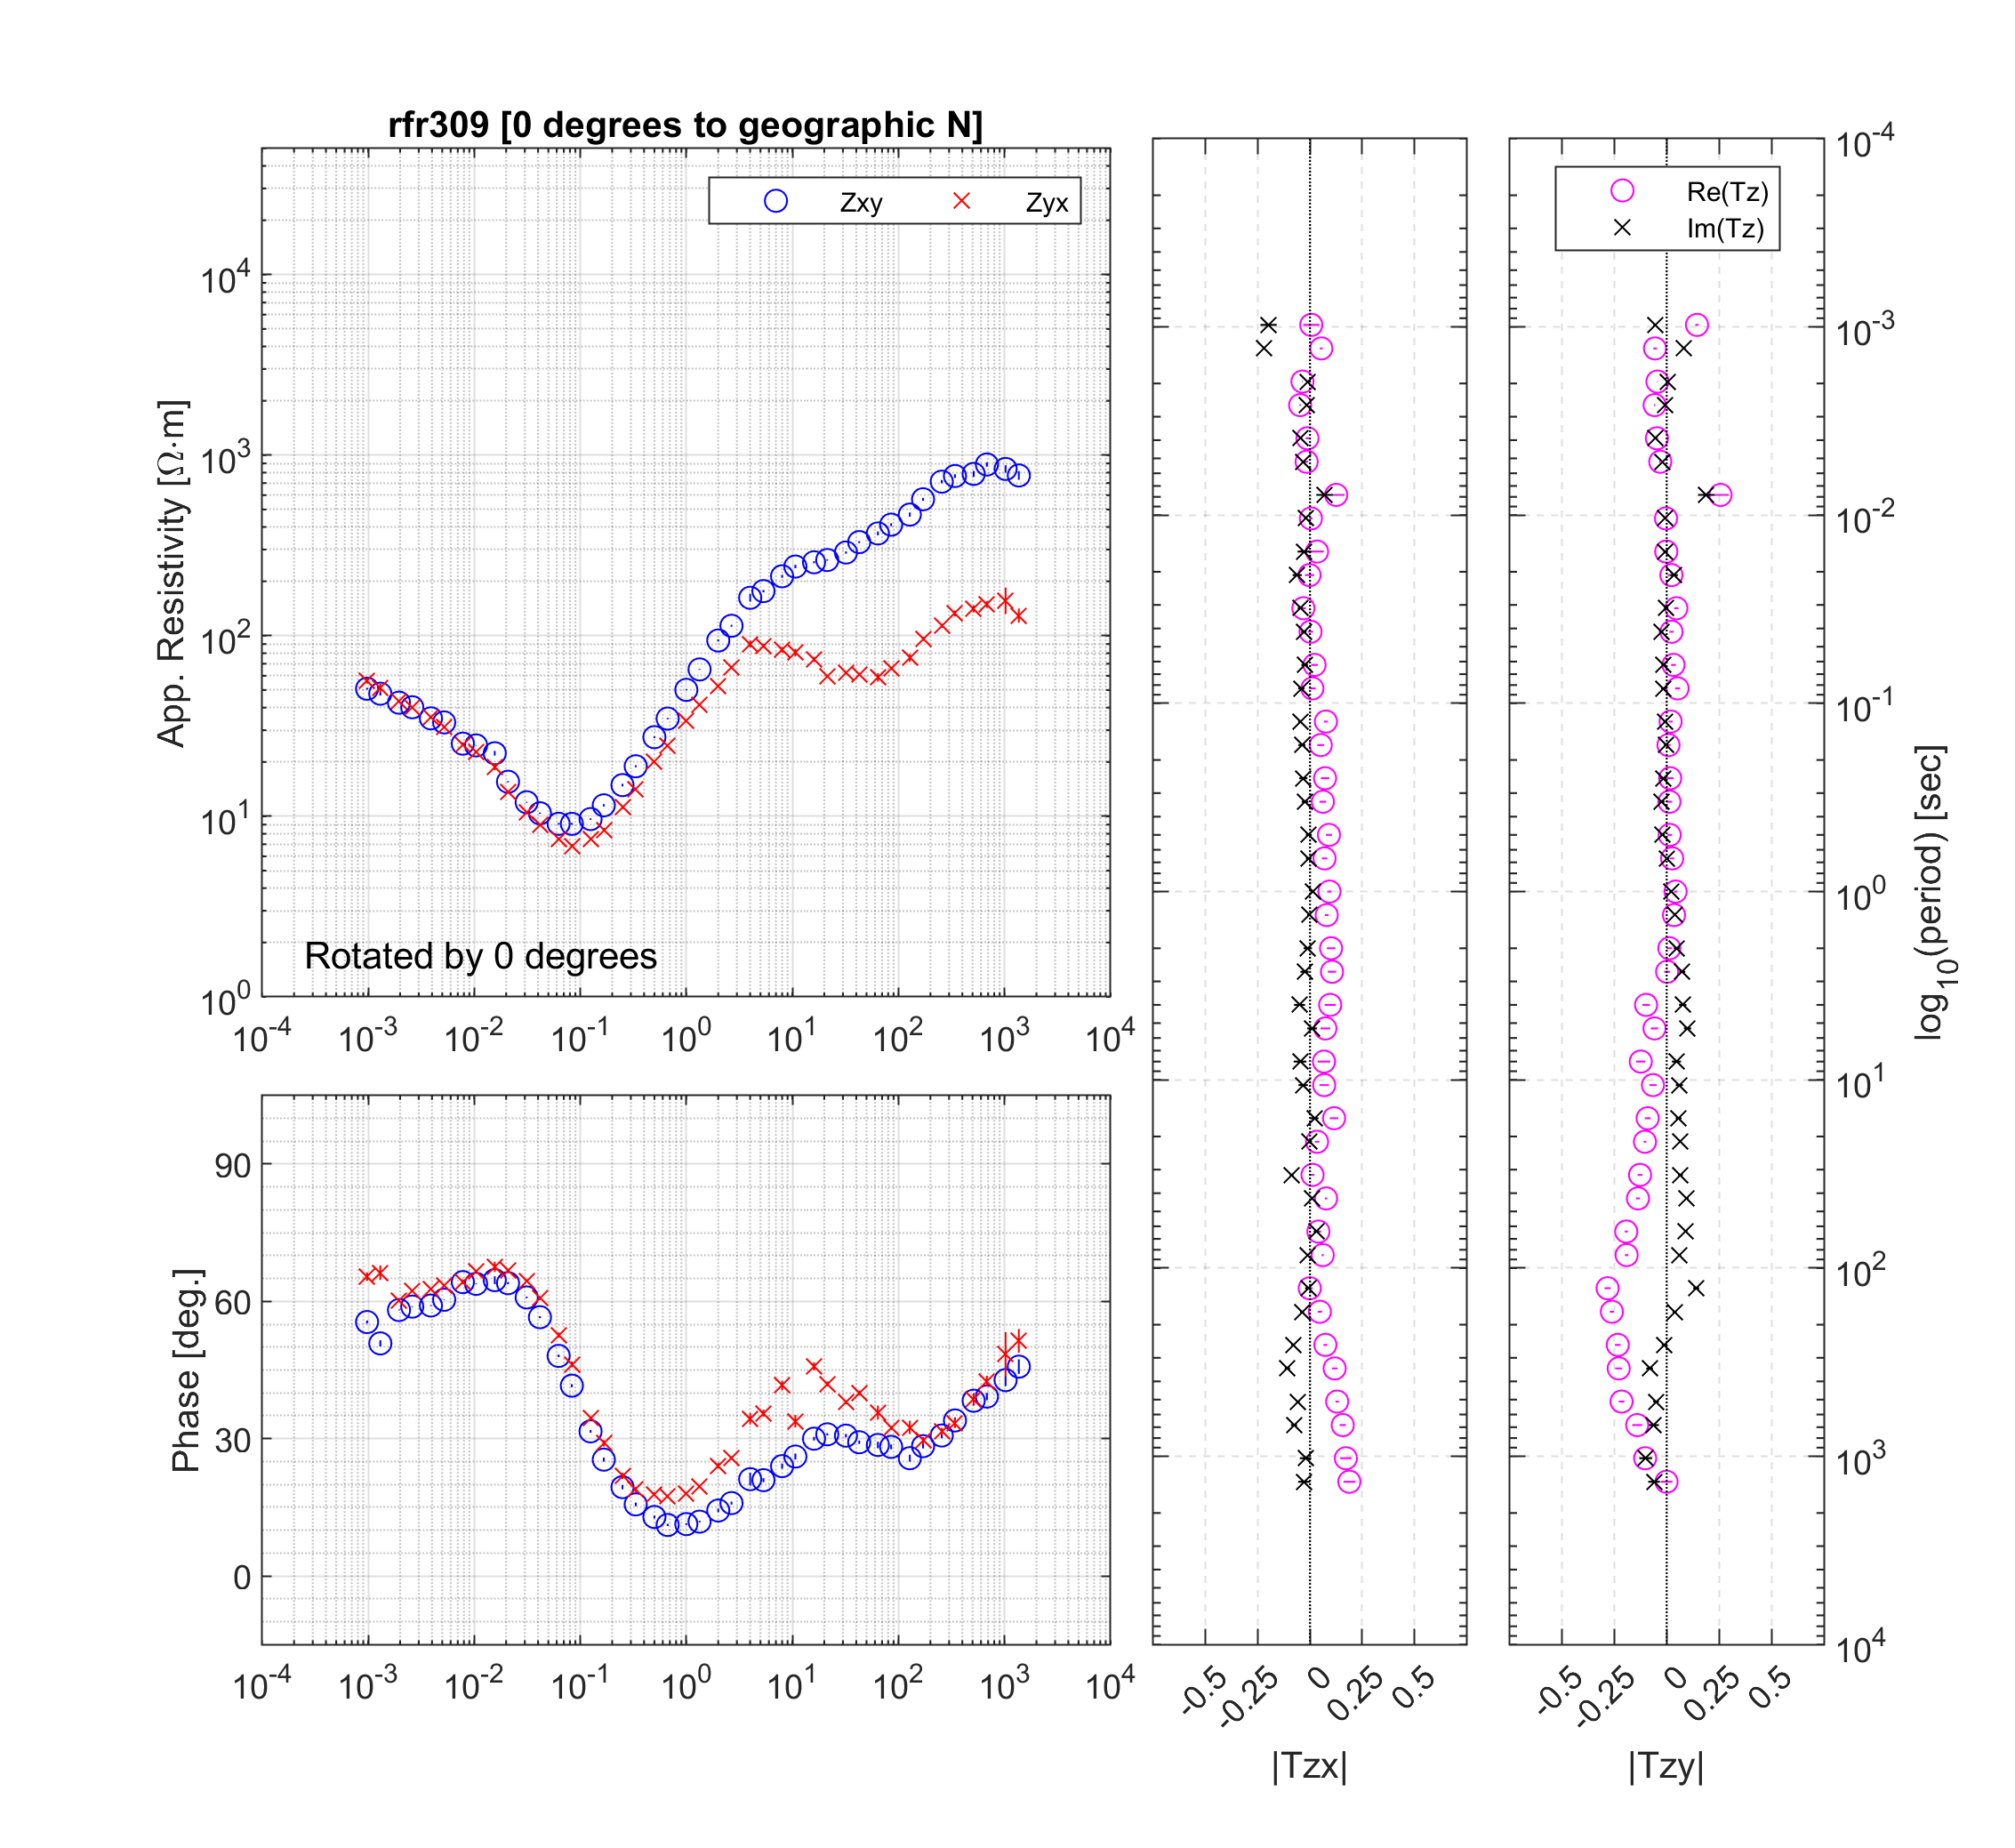 rfr309 [0 degrees to geographic N]
Zxy Zyx
App. Resistivity [Ω·m]
10^4
10^3
10^2
10^1
10^0
Rotated by 0 degrees
10^-4 10^-3 10^-2 10^-1 10^0 10^1 10^2 10^3 10^4
Phase [deg.]
90
60
30
0
10^-4 10^-3 10^-2 10^-1 10^0 10^1 10^2 10^3 10^4
-0.5 -0.25 0 0.25 0.5
|Tzx|
Re(Tz)
Im(Tz)
-0.5 -0.25 0 0.25 0.5
|Tzy|
10^-4
10^-3
10^-2
10^-1
10^0
10^1
10^2
10^3
10^4
log_10(period) [sec]